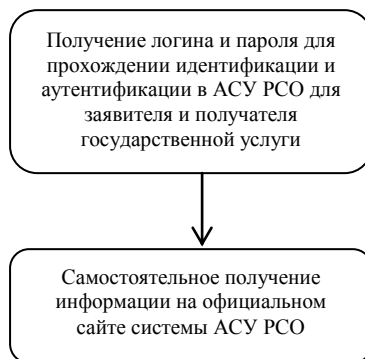 Получение логина и пароля для
прохождении идентификации и
аутентификации в АСУ РСО для
заявителя и получателя
государственной услуги
Самостоятельное получение
информации на официальном
сайте системы АСУ РСО